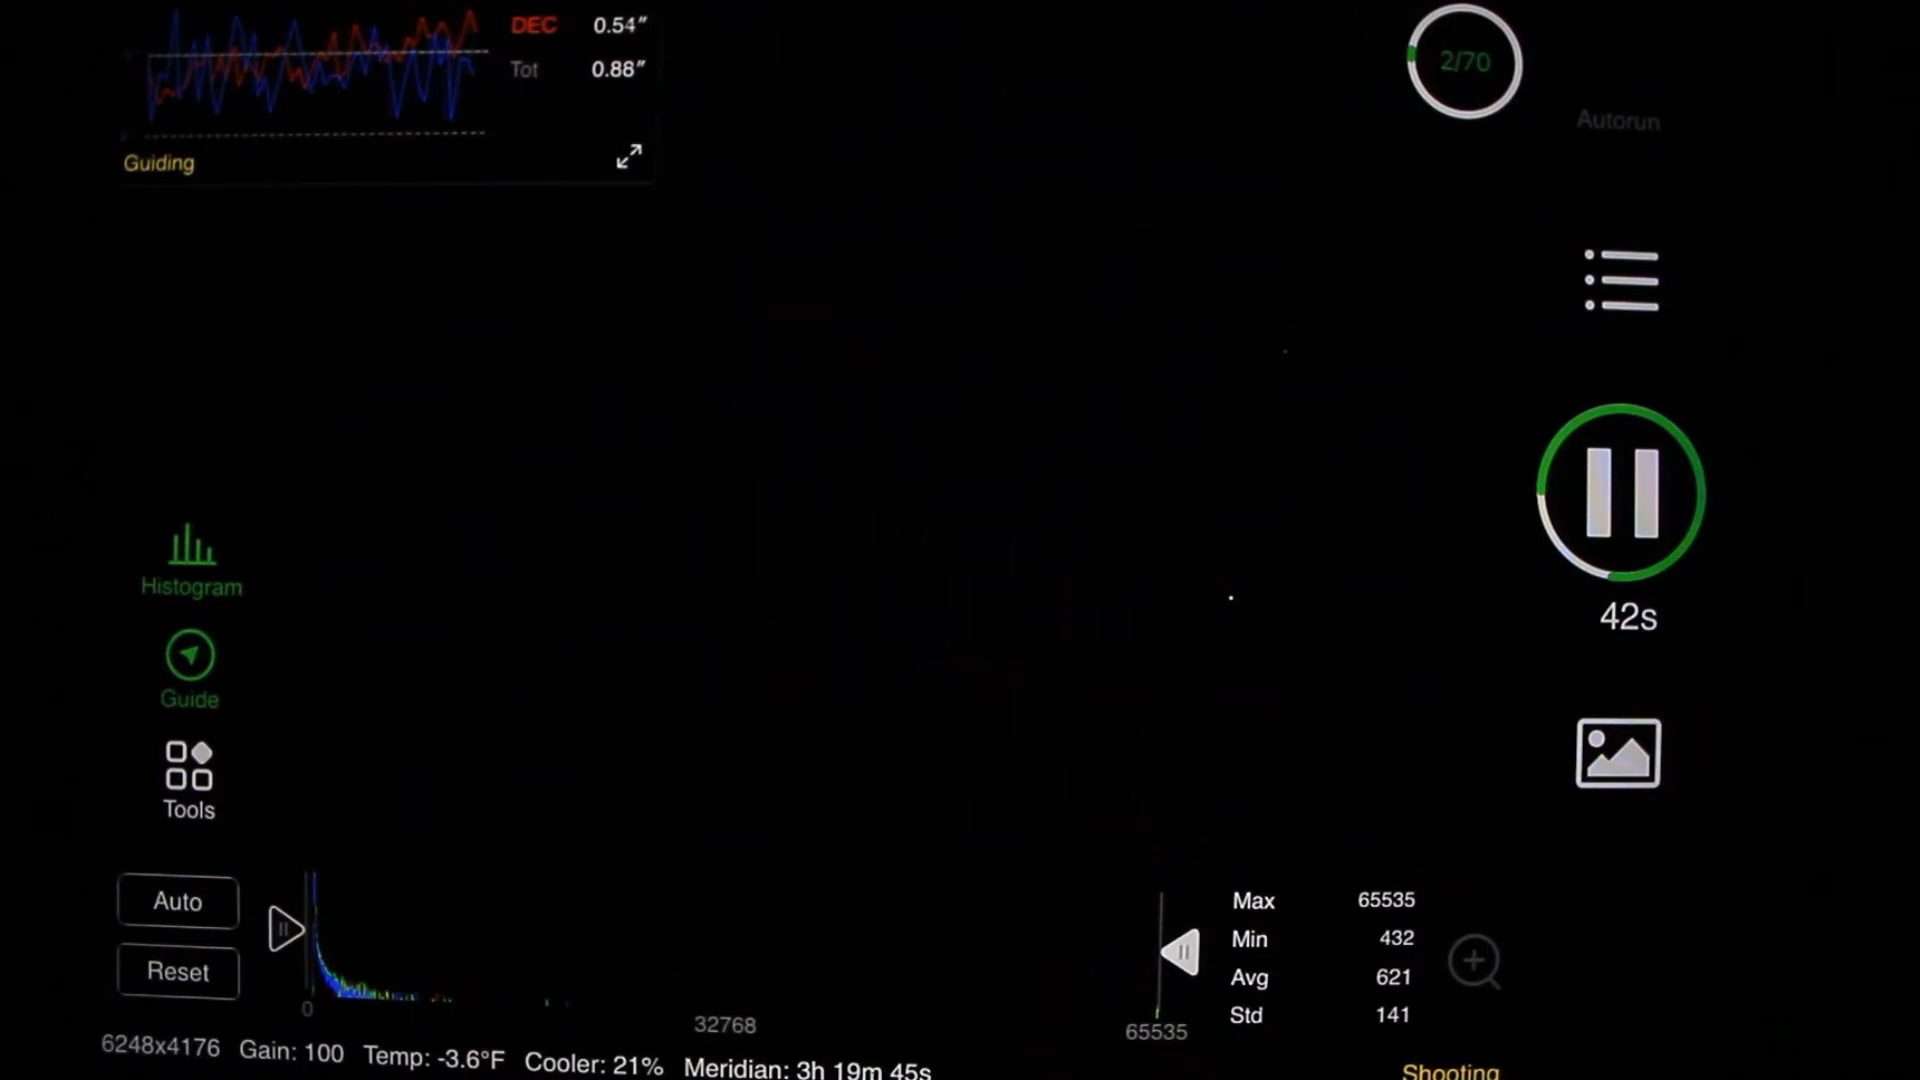 DEC 0.54"
Tot 0.88"
Guiding
2/70
Autorun
42s
Histogram
Guide
Tools
Auto
Reset
0
32768
65535
Max 65535
Min 432
Avg 621
Std 141
6248x4176 Gain: 100 Temp: -3.6°F Cooler: 21% Meridian: 3h 19m 45s
Shooting